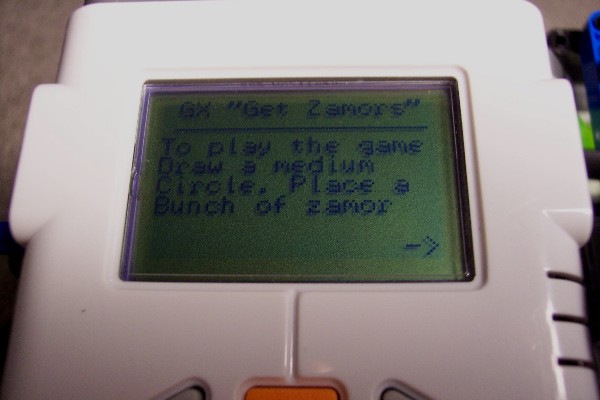 GX "Get Zamors"
To play the game
Draw a medium
Circle. Place a
Bunch of zamor
->